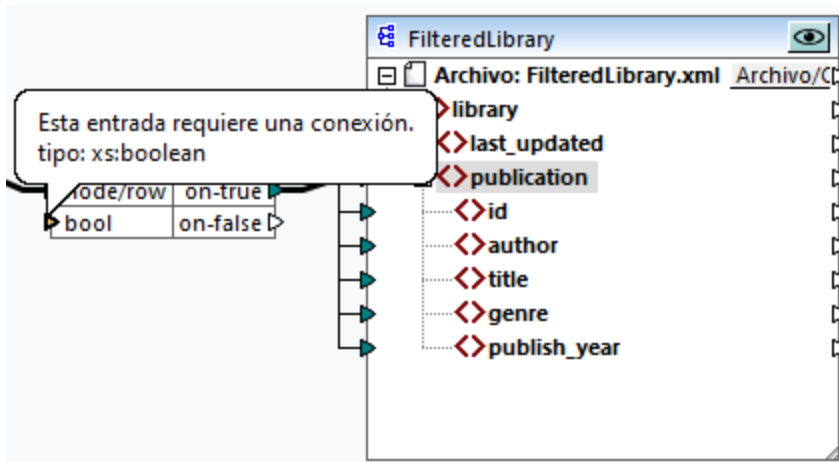 FilteredLibrary
Archivo: FilteredLibrary.xml Archivo/
Esta entrada requiere una conexión.
tipo: xs:boolean
library
last_updated
publication
node/row on-true
bool on-false
id
author
title
genre
publish_year